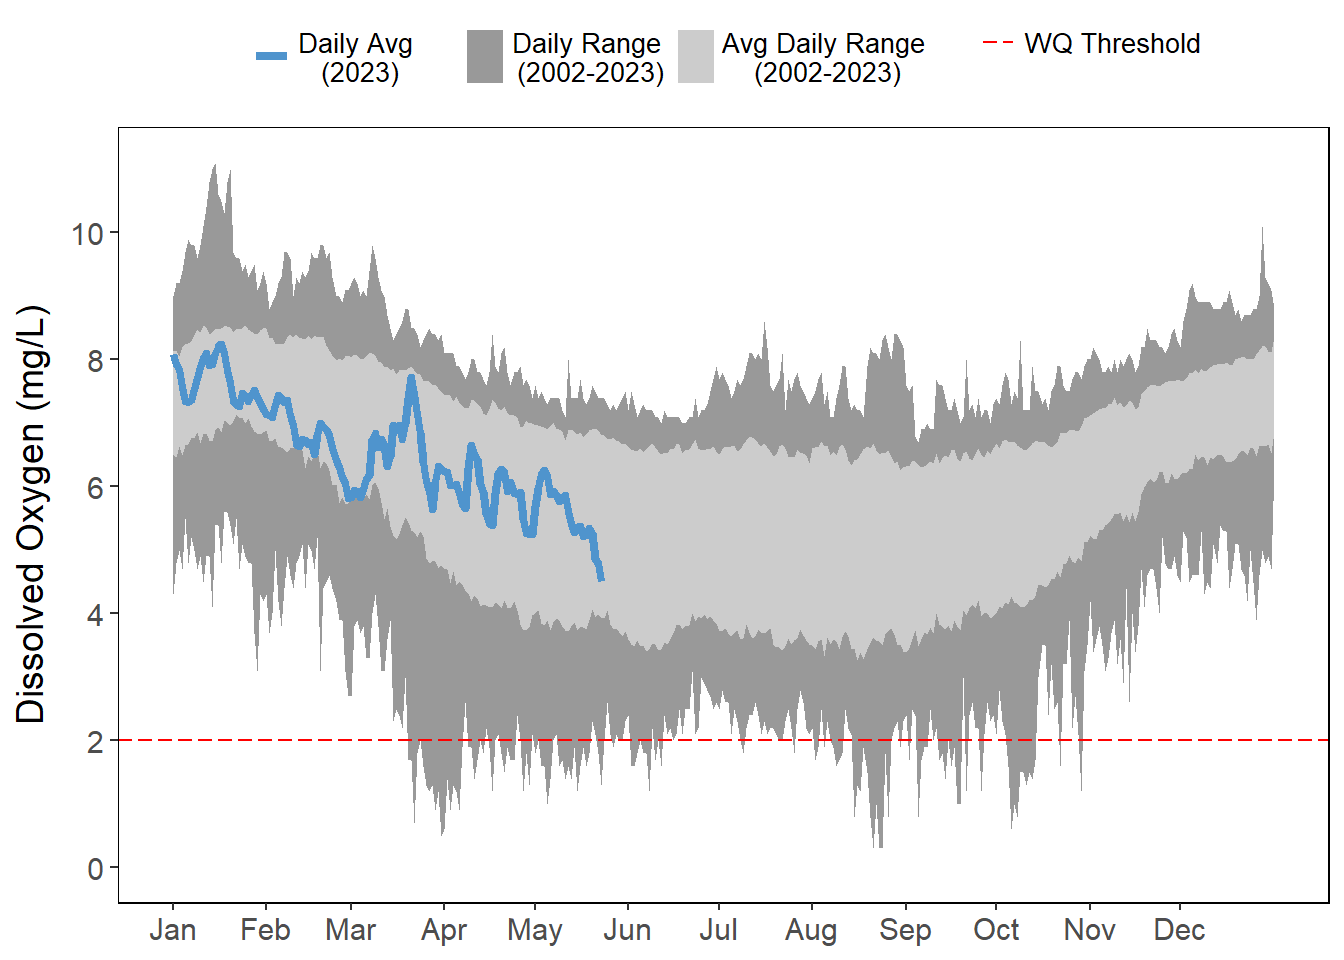 Daily Avg
(2023)
Daily Range
(2002-2023)
Avg Daily Range
(2002-2023)
WQ Threshold
Dissolved Oxygen (mg/L)
10
8
6
4
2
0
Jan Feb Mar Apr May Jun Jul Aug Sep Oct Nov Dec